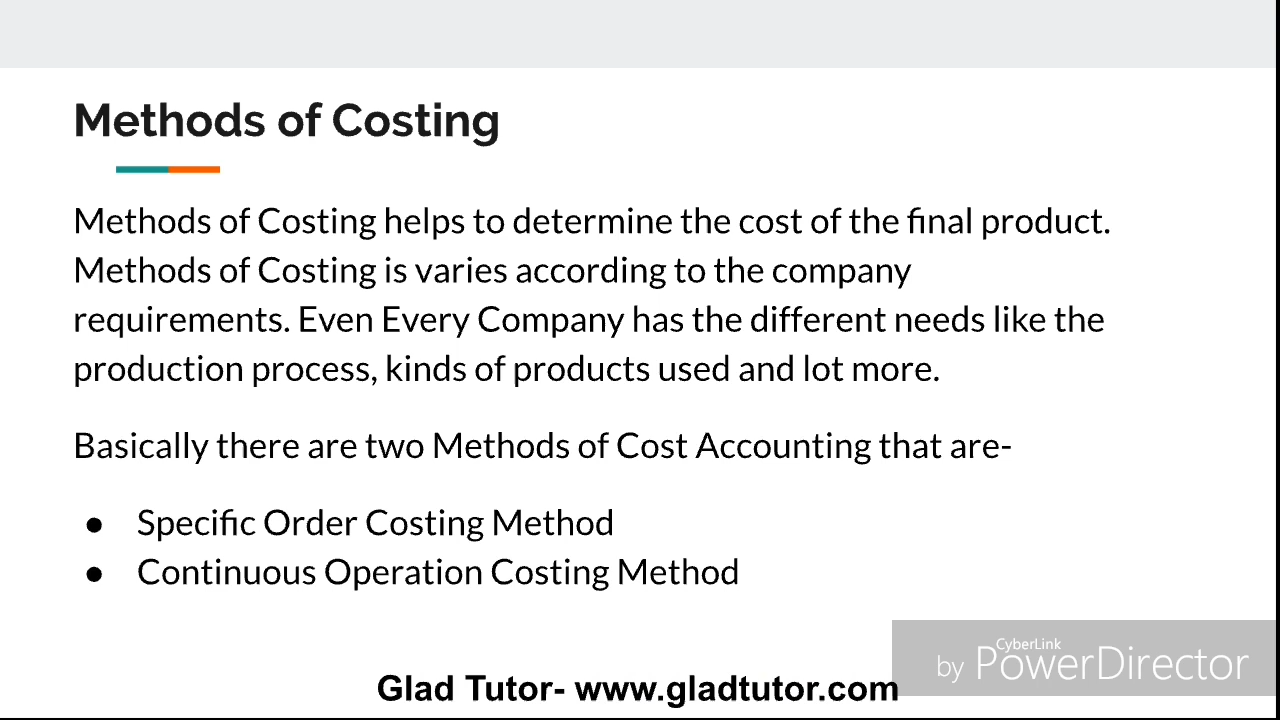 Methods of Costing
Methods of Costing helps to determine the cost of the final product.
Methods of Costing is varies according to the company
requirements. Even Every Company has the different needs like the
production process, kinds of products used and lot more.
Basically there are two Methods of Cost Accounting that are-
● Specific Order Costing Method
● Continuous Operation Costing Method
CyberLink
by PowerDirector
Glad Tutor- www.gladtutor.com